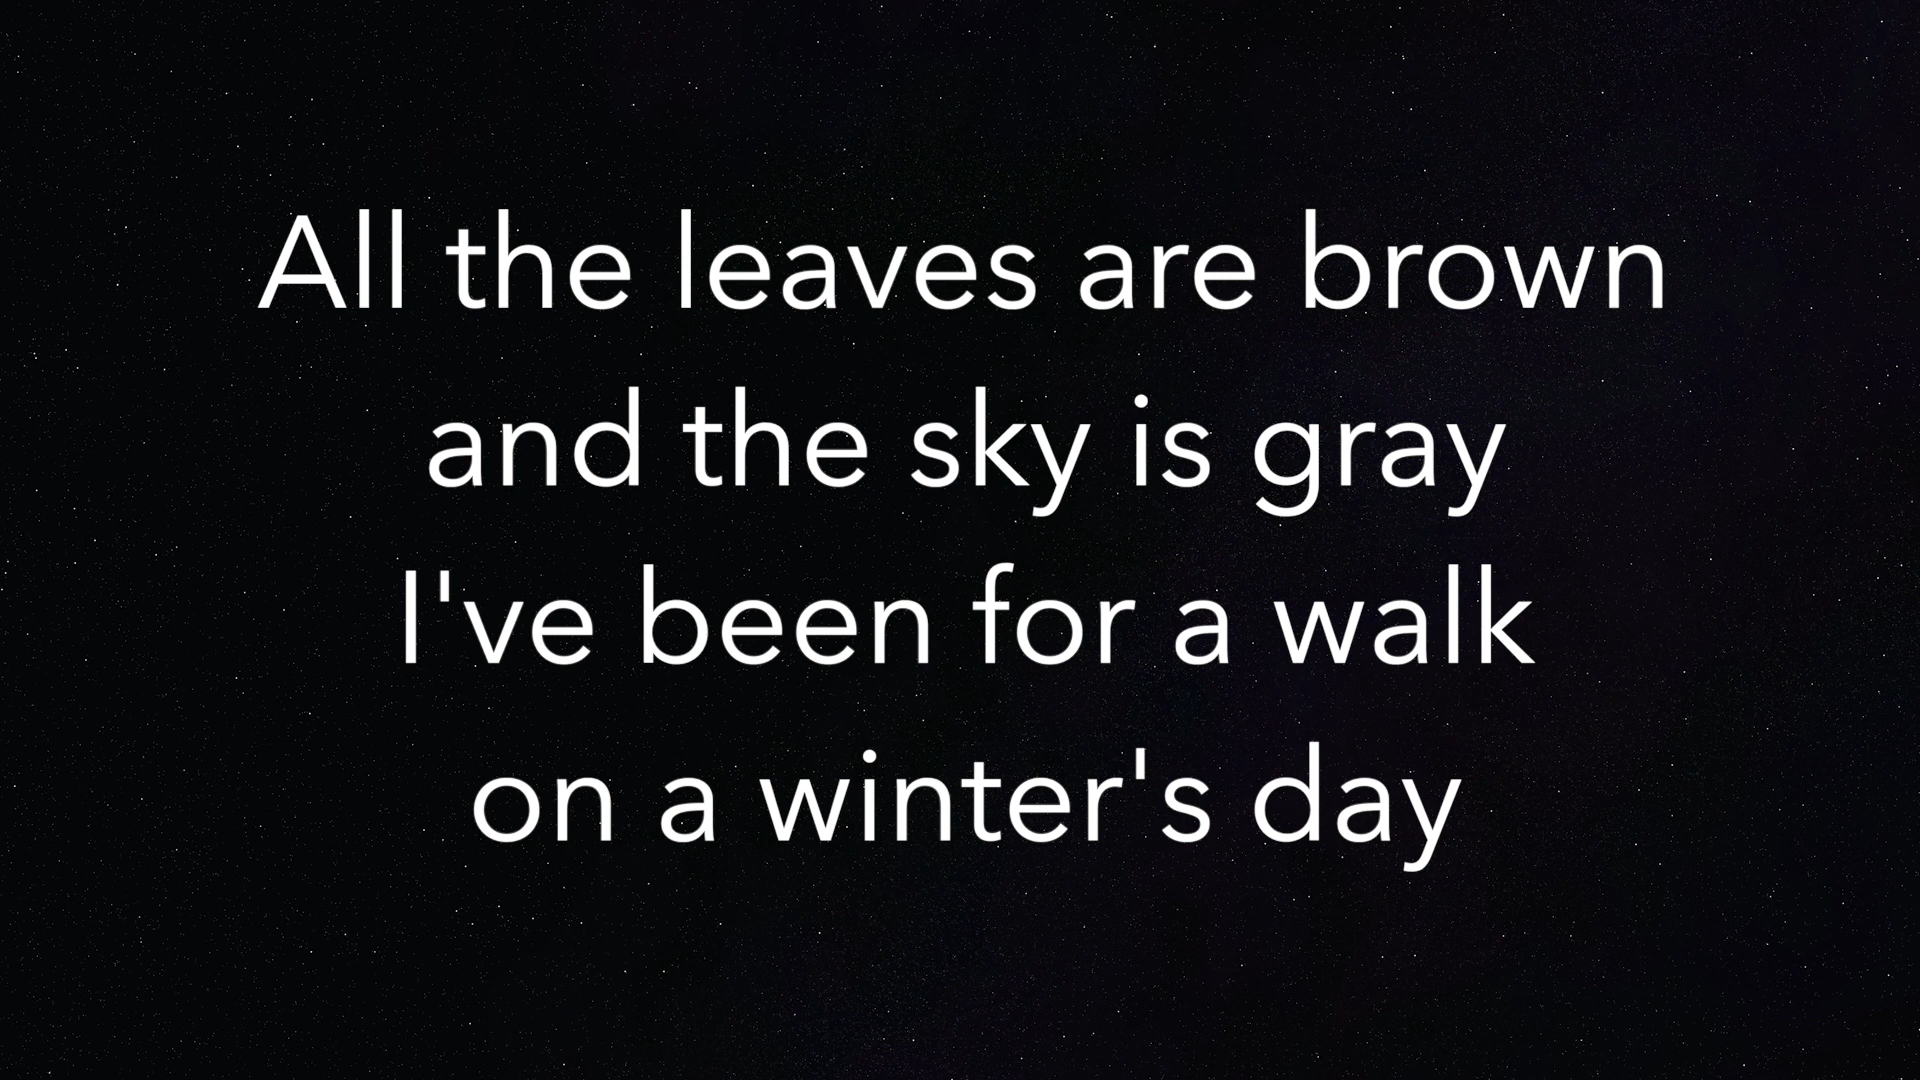 All the leaves are brown
and the sky is gray
I've been for a walk
on a winter's day